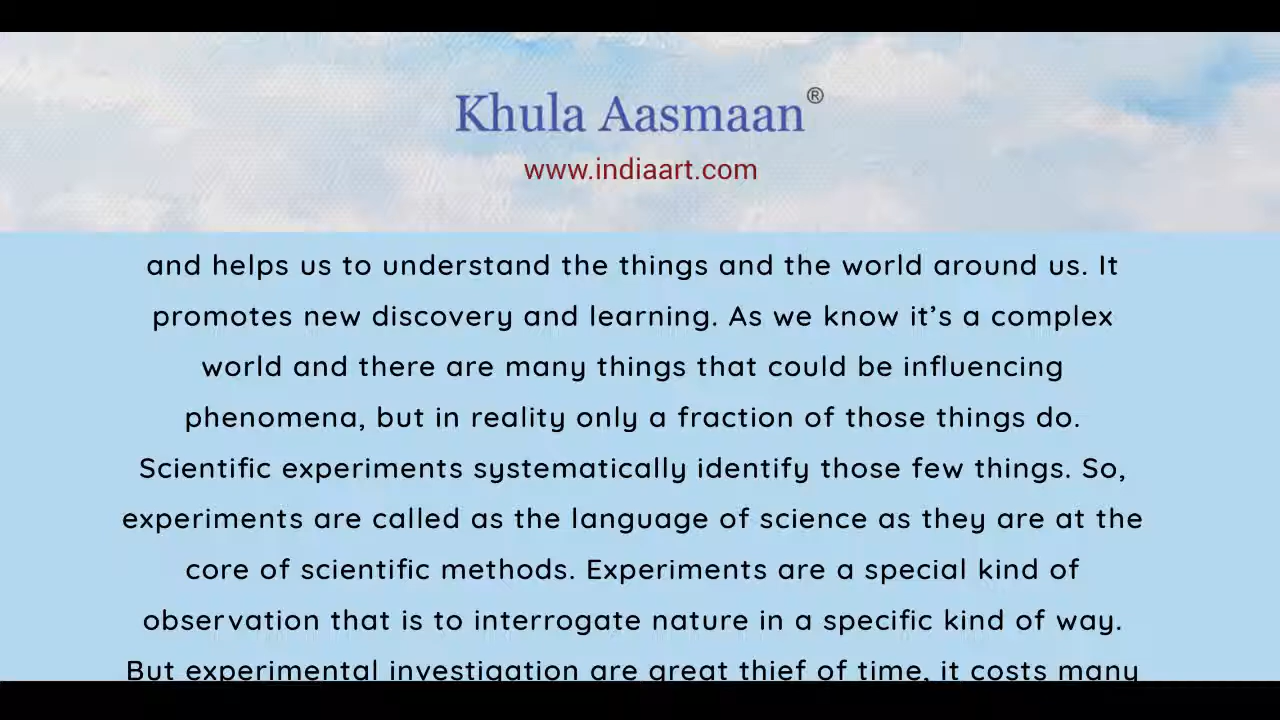 Khula Aasmaan®
www.indiaart.com
and helps us to understand the things and the world around us. It
promotes new discovery and learning. As we know it’s a complex
world and there are many things that could be influencing
phenomena, but in reality only a fraction of those things do.
Scientific experiments systematically identify those few things. So,
experiments are called as the language of science as they are at the
core of scientific methods. Experiments are a special kind of
observation that is to interrogate nature in a specific kind of way.
But experimental investigation are great thief of time, it costs many